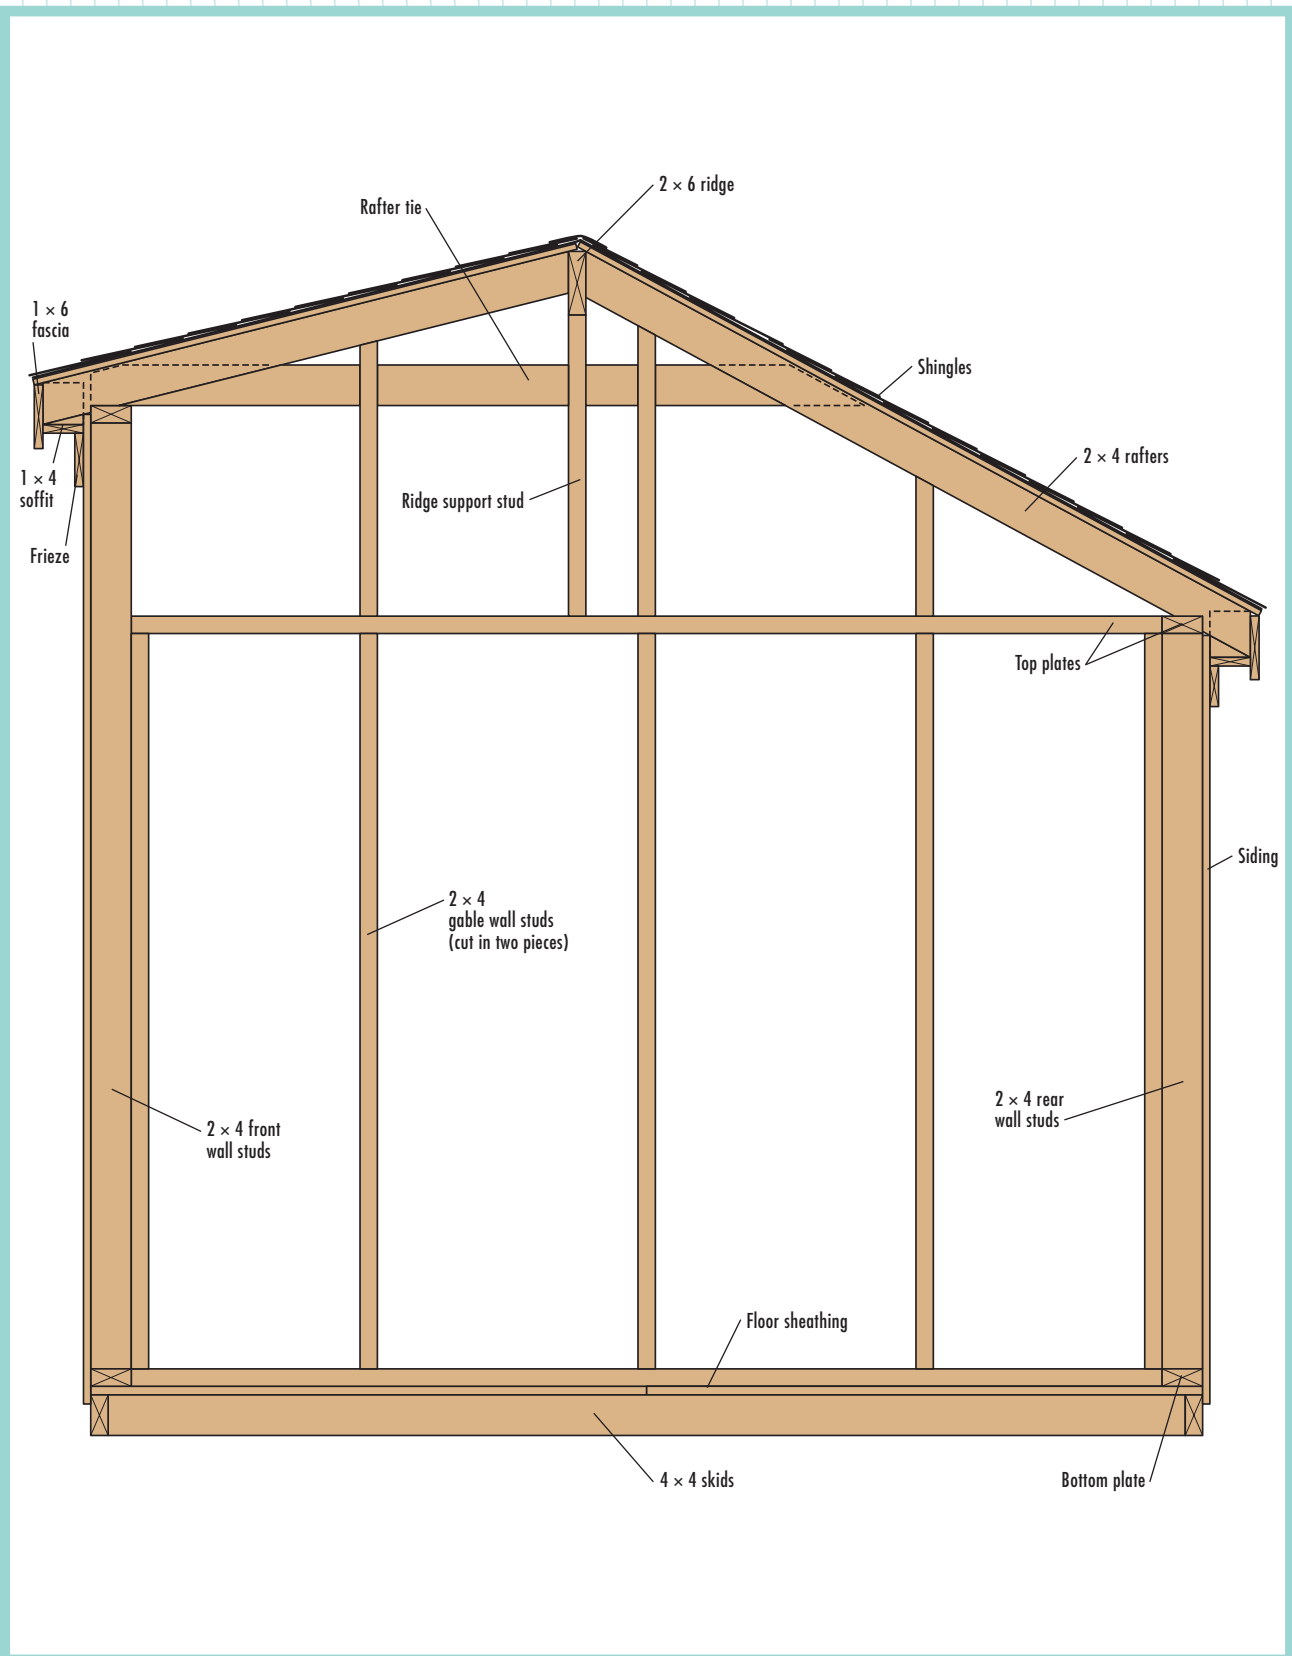 2 × 6 ridge
Rafter tie
1 × 6
fascia
Shingles
2 × 4 rafters
1 × 4
soffit
Ridge support stud
Frieze
Top plates
Siding
2 × 4
gable wall studs
(cut in two pieces)
2 × 4 rear
wall studs
2 × 4 front
wall studs
Floor sheathing
4 × 4 skids
Bottom plate